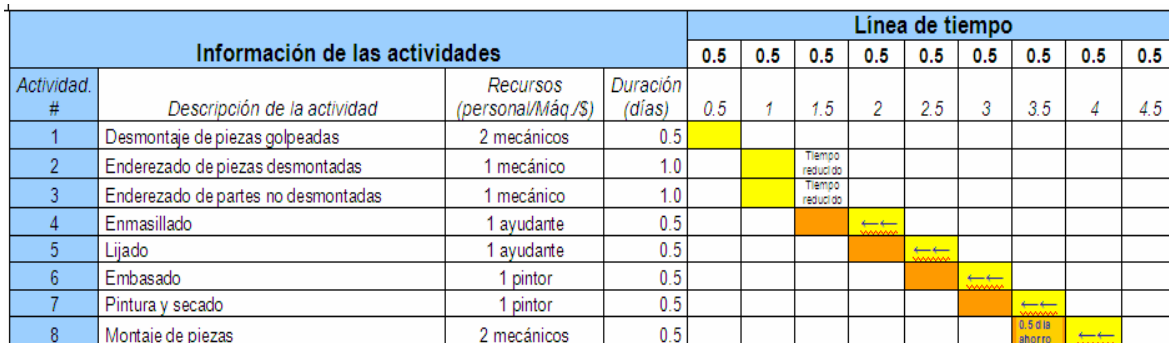 Información de las actividades
Línea de tiempo
0.5 0.5 0.5 0.5 0.5 0.5 0.5 0.5 0.5
Actividad. #
Descripción de la actividad
Recursos (personal/Máq./$)
Duración (días)
0.5 1 1.5 2 2.5 3 3.5 4 4.5
1 Desmontaje de piezas golpeadas 2 mecánicos 0.5
2 Enderezado de piezas desmontadas 1 mecánico 1.0 Tiempo reducido
3 Enderezado de partes no desmontadas 1 mecánico 1.0 Tiempo reducido
4 Enmasillado 1 ayudante 0.5 ←←
5 Lijado 1 ayudante 0.5 ←←
6 Embasado 1 pintor 0.5 ←←
7 Pintura y secado 1 pintor 0.5 ←←
8 Montaje de piezas 2 mecánicos 0.5 0.5 día ahorro ←←